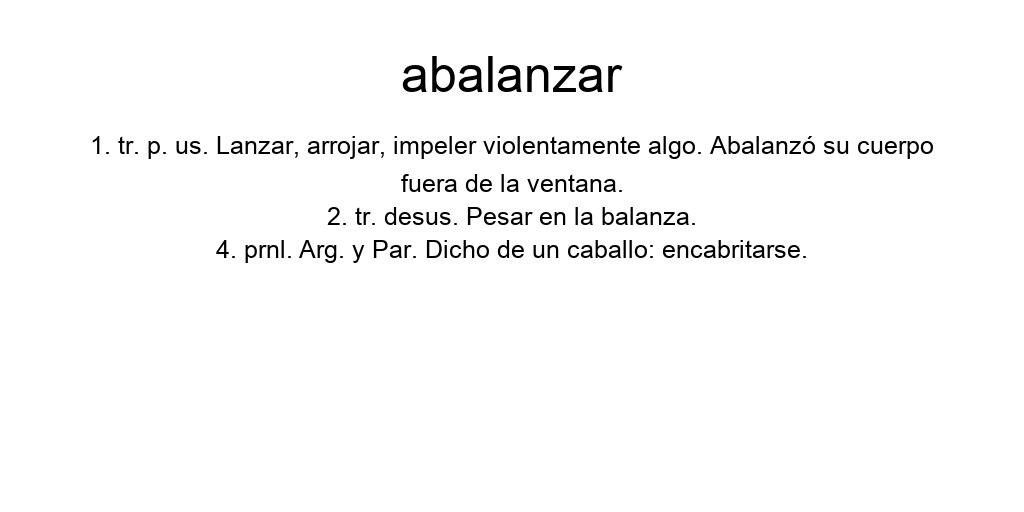 abalanzar
1. tr. p. us. Lanzar, arrojar, impeler violentamente algo. Abalanzó su cuerpo
fuera de la ventana.
2. tr. desus. Pesar en la balanza.
4. prnl. Arg. y Par. Dicho de un caballo: encabritarse.